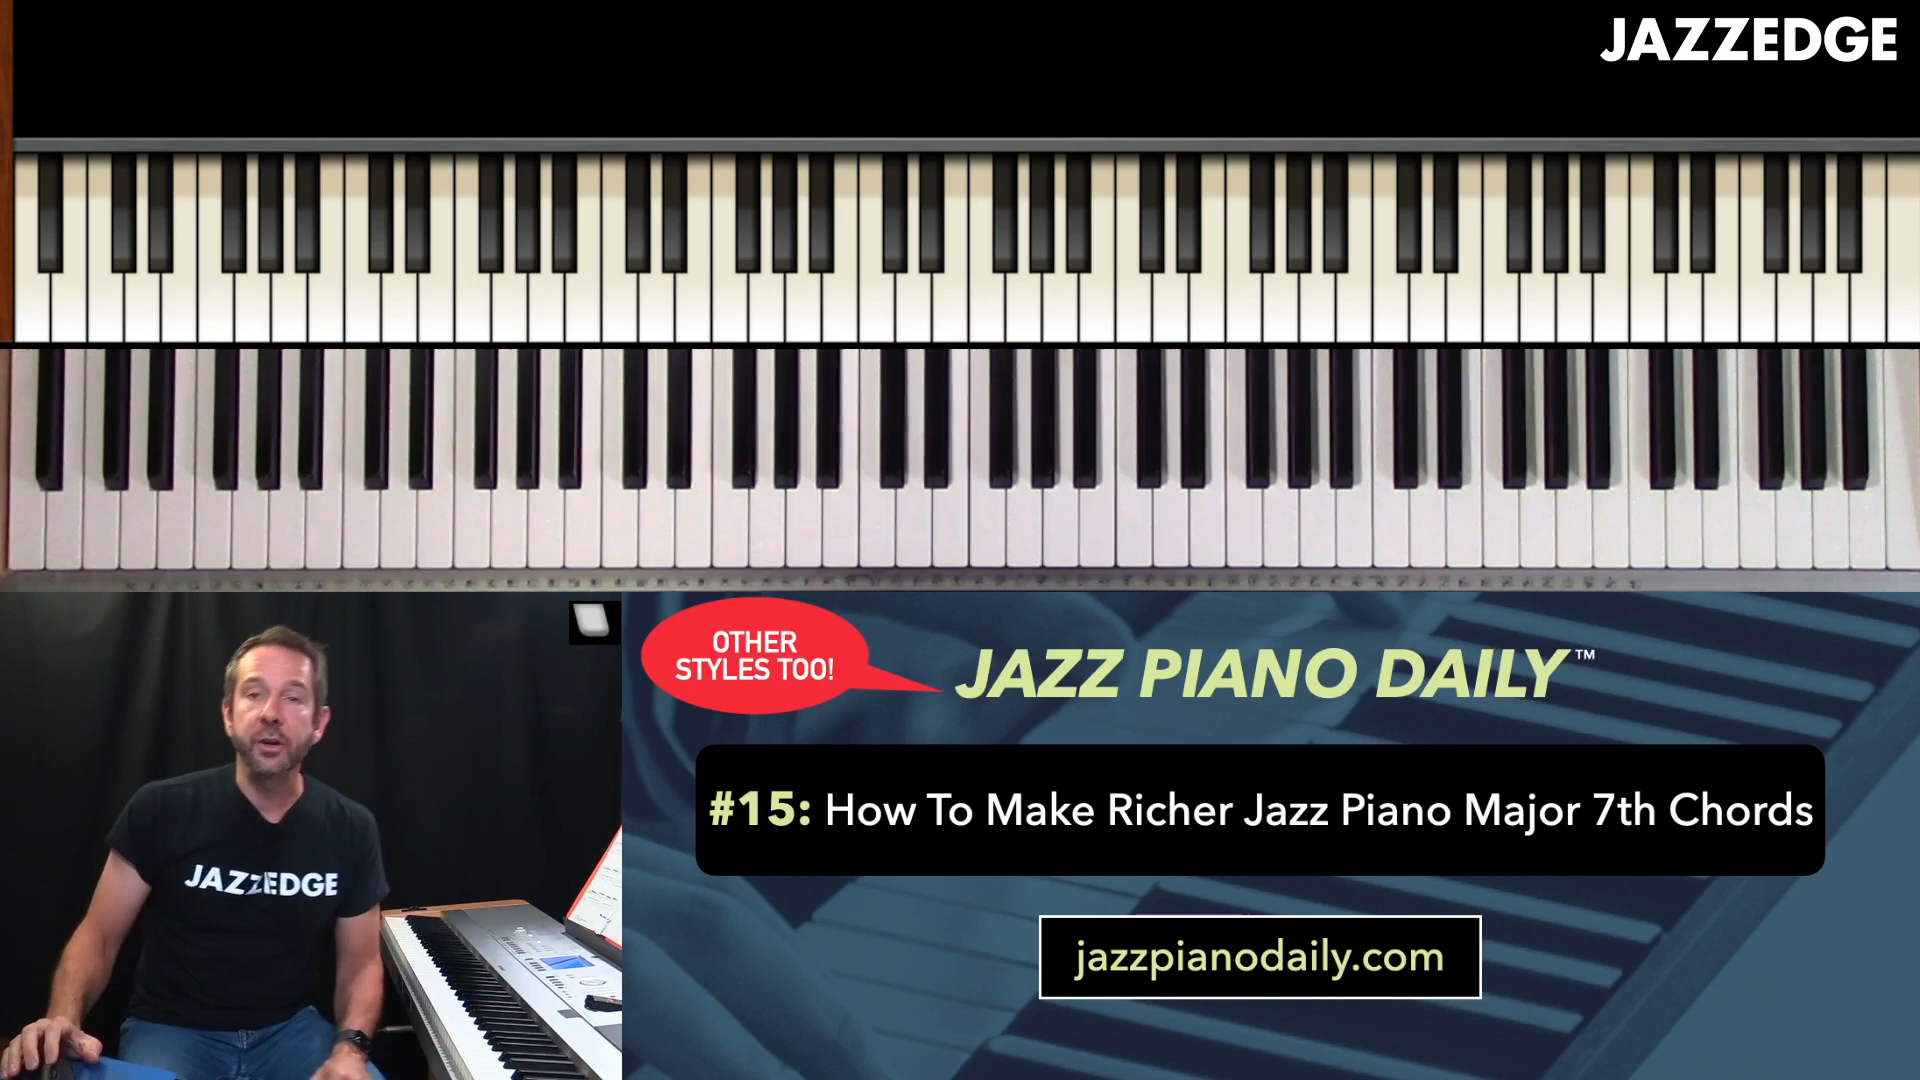 JAZZEDGE
OTHER
STYLES TOO!
JAZZ PIANO DAILY™
#15: How To Make Richer Jazz Piano Major 7th Chords
jazzpianodaily.com
JAZZEDGE